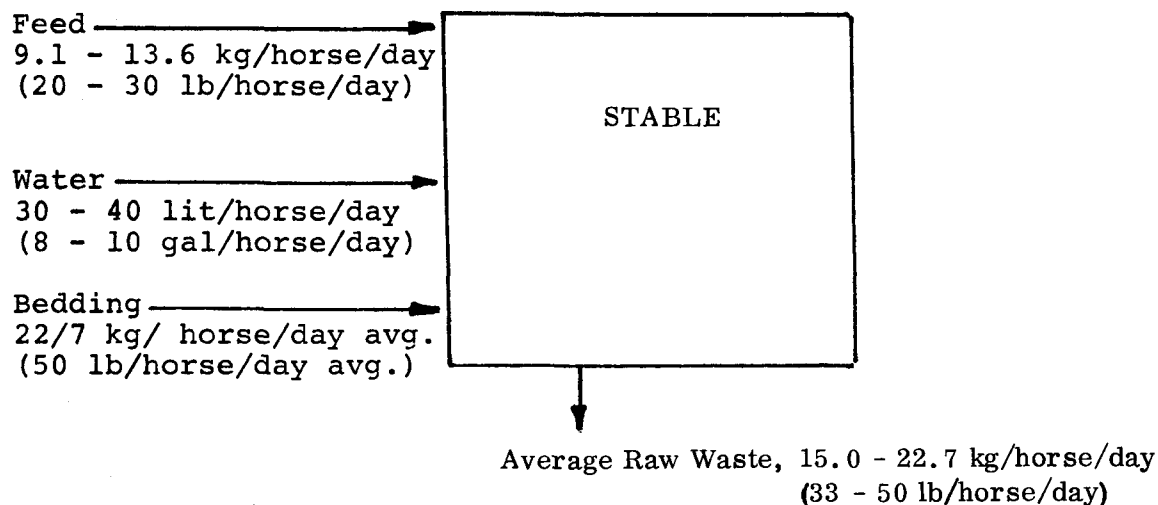 Feed
9.1 - 13.6 kg/horse/day
(20 - 30 lb/horse/day)
STABLE
Water
30 - 40 lit/horse/day
(8 - 10 gal/horse/day)
Bedding
22/7 kg/ horse/day avg.
(50 lb/horse/day avg.)
Average Raw Waste, 15.0 - 22.7 kg/horse/day
(33 - 50 lb/horse/day)